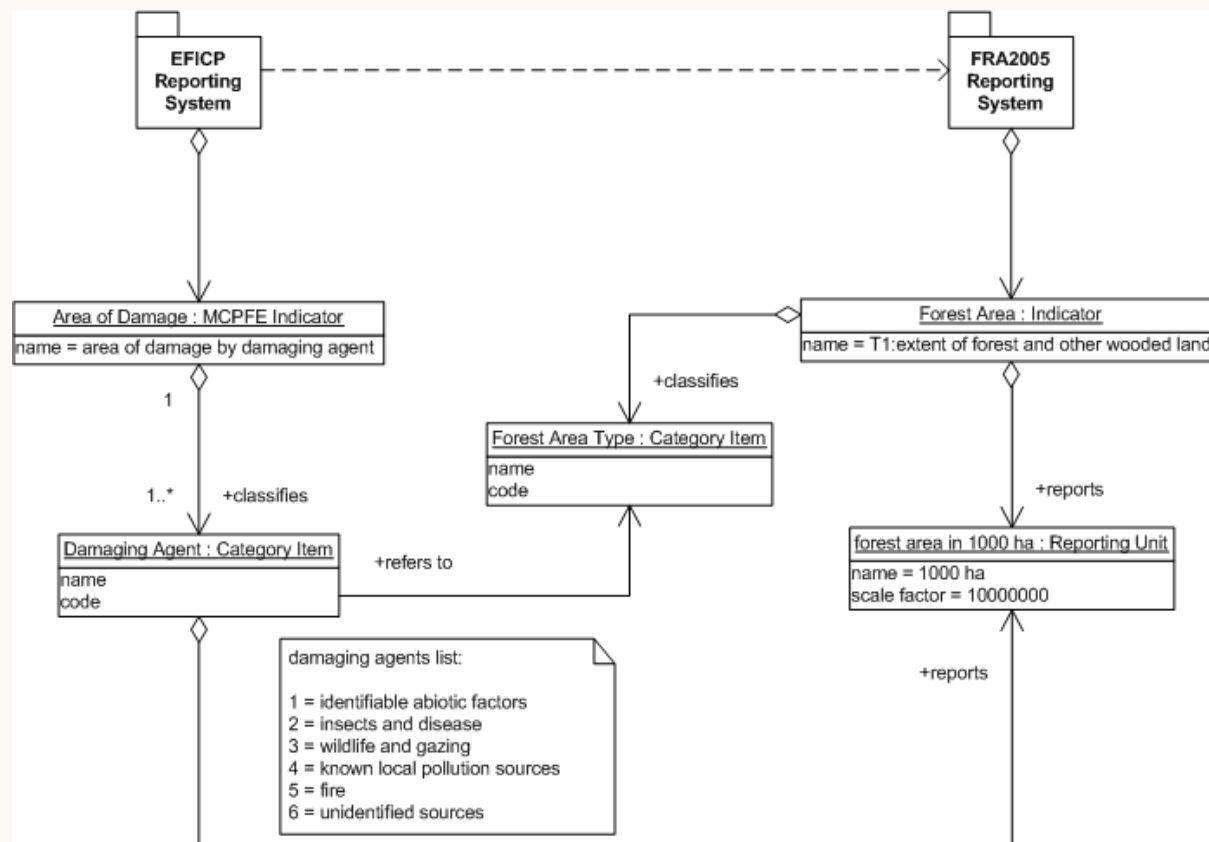 EFICP
Reporting
System
FRA2005
Reporting
System
Area of Damage : MCPFE Indicator
name = area of damage by damaging agent
Forest Area : Indicator
name = T1:extent of forest and other wooded land
1
+classifies
Forest Area Type : Category Item
name
code
1..*
+classifies
+reports
Damaging Agent : Category Item
name
code
+refers to
forest area in 1000 ha : Reporting Unit
name = 1000 ha
scale factor = 10000000
damaging agents list:
1 = identifiable abiotic factors
2 = insects and disease
3 = wildlife and gazing
4 = known local pollution sources
5 = fire
6 = unidentified sources
+reports